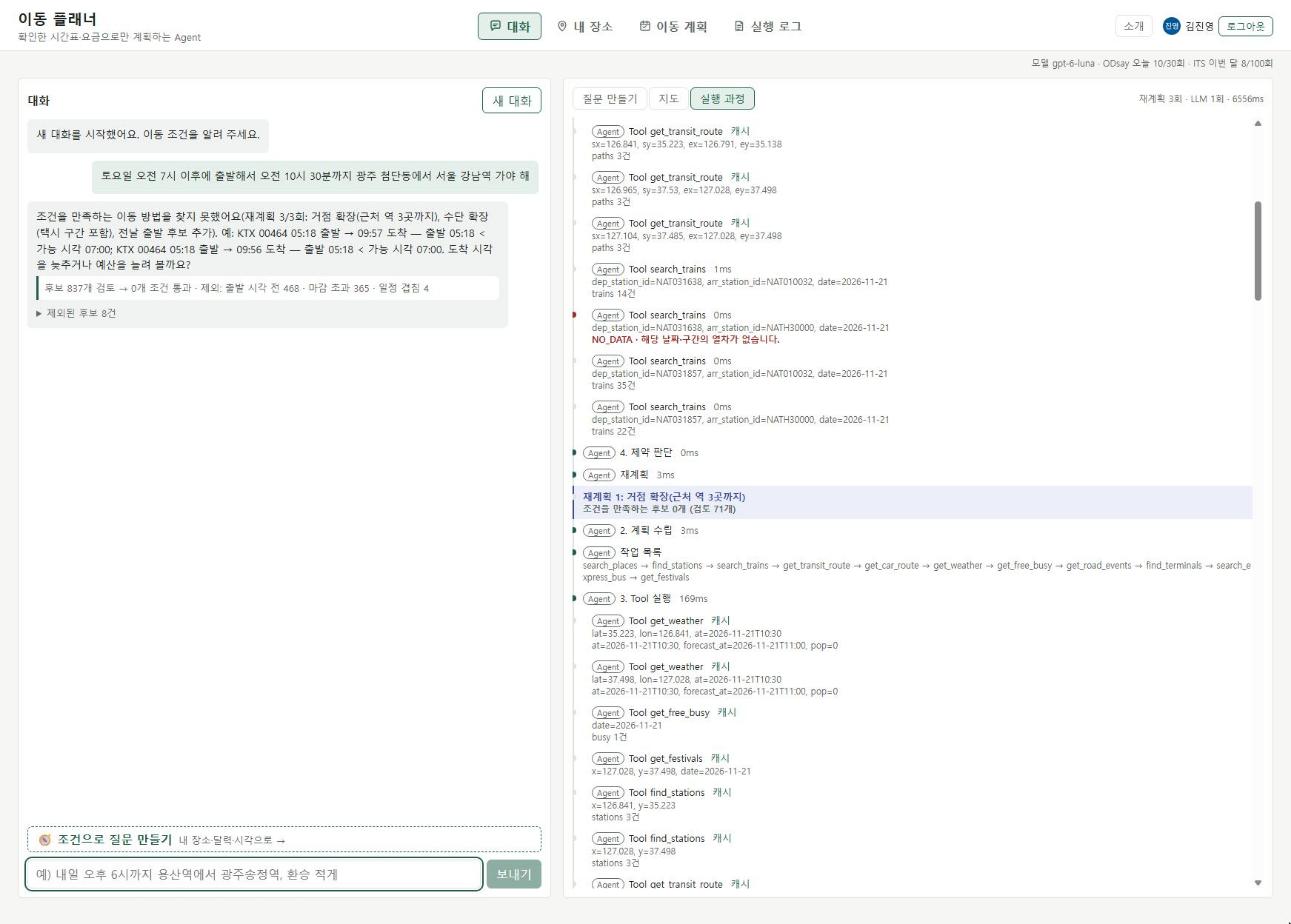 이동 플래너
확인한 시간표·요금으로만 계획하는 Agent
대화
내 장소
이동 계획
실행 로그
소개
진영
김진영
로그아웃
모델 gpt-6-luna · ODsay 오늘 10/30회 · ITS 이번 달 8/100회
대화
새 대화
새 대화를 시작했어요. 이동 조건을 알려 주세요.
토요일 오전 7시 이후에 출발해서 오전 10시 30분까지 광주 첨단동에서 서울 강남역 가야 해
조건을 만족하는 이동 방법을 찾지 못했어요(재계획 3/3회: 거점 확장(근처 역 3곳까지), 수단 확장
(택시 구간 포함), 전날 출발 후보 추가). 예: KTX 00464 05:18 출발 → 09:57 도착 — 출발 05:18 <
가능 시각 07:00; KTX 00464 05:18 출발 → 09:56 도착 — 출발 05:18 < 가능 시각 07:00. 도착 시각
을 늦추거나 예산을 늘려 볼까요?
후보 837개 검토 → 0개 조건 통과 · 제외: 출발 시각 전 468 · 마감 초과 365 · 일정 겹침 4
▶ 제외된 후보 8건
조건으로 질문 만들기 내 장소·달력·시각으로 →
예) 내일 오후 6시까지 용산역에서 광주송정역, 환승 적게
보내기
질문 만들기
지도
실행 과정
재계획 3회 · LLM 1회 · 6556ms
Agent Tool get_transit_route 캐시
sx=126.841, sy=35.223, ex=126.791, ey=35.138
paths 3건
Agent Tool get_transit_route 캐시
sx=126.965, sy=37.53, ex=127.028, ey=37.498
paths 3건
Agent Tool get_transit_route 캐시
sx=127.104, sy=37.485, ex=127.028, ey=37.498
paths 3건
Agent Tool search_trains 1ms
dep_station_id=NAT031638, arr_station_id=NAT010032, date=2026-11-21
trains 14건
Agent Tool search_trains 0ms
dep_station_id=NAT031638, arr_station_id=NATH30000, date=2026-11-21
NO_DATA · 해당 날짜·구간의 열차가 없습니다.
Agent Tool search_trains 0ms
dep_station_id=NAT031857, arr_station_id=NAT010032, date=2026-11-21
trains 35건
Agent Tool search_trains 0ms
dep_station_id=NAT031857, arr_station_id=NATH30000, date=2026-11-21
trains 22건
Agent 4. 제약 판단 0ms
Agent 재계획 3ms
재계획 1: 거점 확장(근처 역 3곳까지)
조건을 만족하는 후보 0개 (검토 71개)
Agent 2. 계획 수립 3ms
Agent 작업 목록
search_places → find_stations → search_trains → get_transit_route → get_car_route → get_weather → get_free_busy → get_road_events → find_terminals → search_e
xpress_bus → get_festivals
Agent 3. Tool 실행 169ms
Agent Tool get_weather 캐시
lat=35.223, lon=126.841, at=2026-11-21T10:30
at=2026-11-21T10:30, forecast_at=2026-11-21T11:00, pop=0
Agent Tool get_weather 캐시
lat=37.498, lon=127.028, at=2026-11-21T10:30
at=2026-11-21T10:30, forecast_at=2026-11-21T11:00, pop=0
Agent Tool get_free_busy 캐시
date=2026-11-21
busy 1건
Agent Tool get_festivals 캐시
x=127.028, y=37.498, date=2026-11-21
Agent Tool find_stations 캐시
x=126.841, y=35.223
stations 3건
Agent Tool find_stations 캐시
x=127.028, y=37.498
stations 3건
Agent Tool get_transit_route 캐시